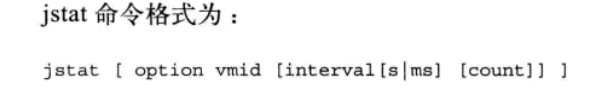 jstat 命令格式为：
jstat [ option vmid [interval[s|ms] [count]] ]